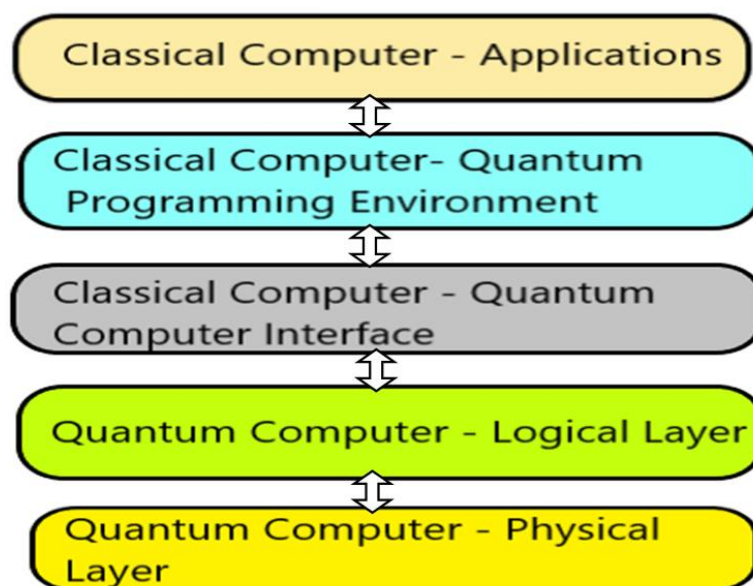 Classical Computer - Applications
Classical Computer- Quantum
Programming Environment
Classical Computer - Quantum
Computer Interface
Quantum Computer - Logical Layer
Quantum Computer - Physical
Layer